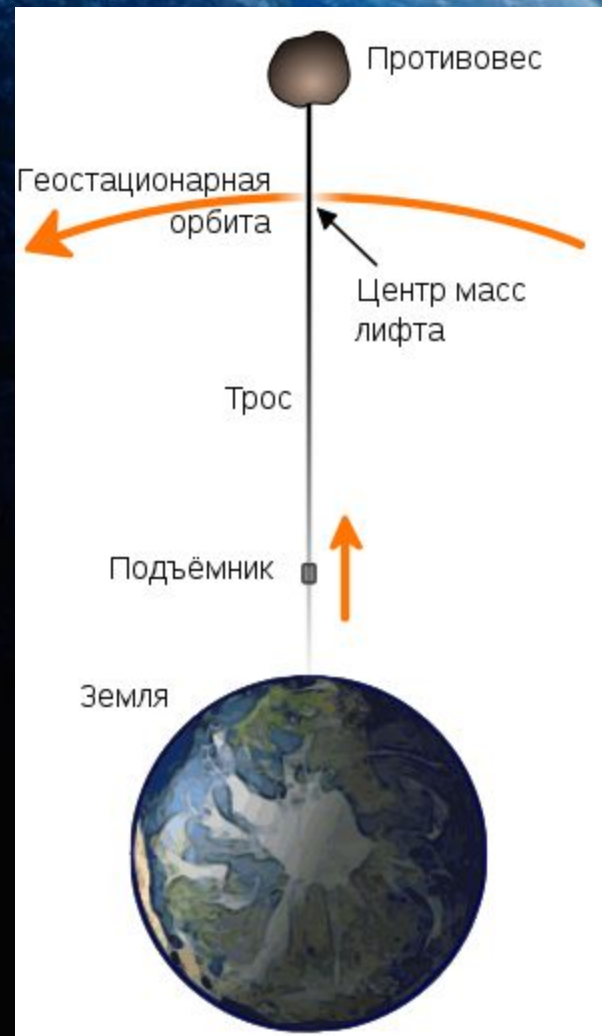 Противовес
Геостационарная
орбита
Центр масс
лифта
Трос
Подъёмник
Земля